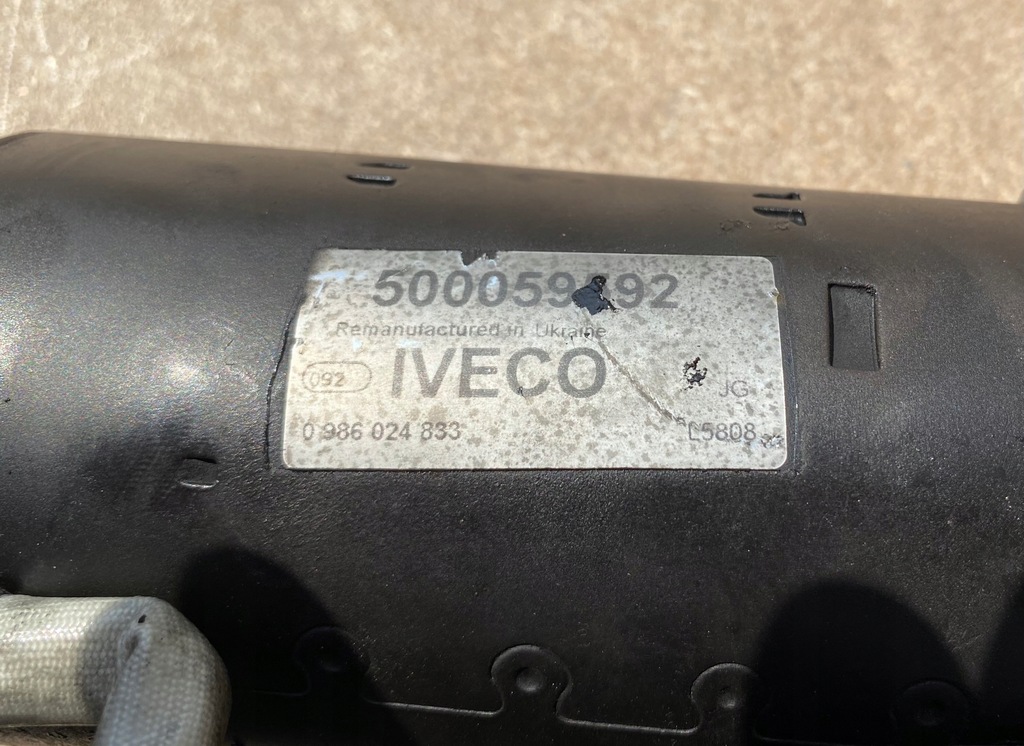 Remanufactured in Ukraine
092 IVECO JG
0 986 024 833 L5808